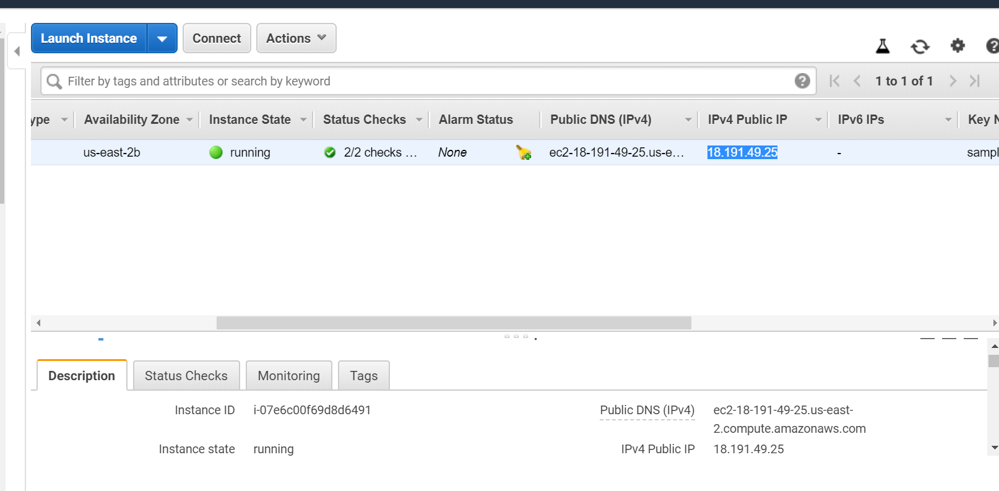 Launch Instance Connect Actions
Filter by tags and attributes or search by keyword 1 to 1 of 1
ype Availability Zone Instance State Status Checks Alarm Status Public DNS (IPv4) IPv4 Public IP IPv6 IPs Key N
us-east-2b running 2/2 checks ... None ec2-18-191-49-25.us-e... 18.191.49.25 - sampl
Description Status Checks Monitoring Tags
Instance ID i-07e6c00f69d8d6491 Public DNS (IPv4) ec2-18-191-49-25.us-east-
2.compute.amazonaws.com
Instance state running IPv4 Public IP 18.191.49.25